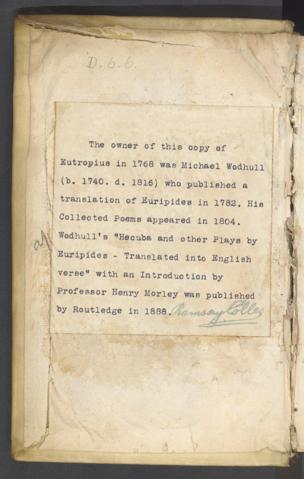 D.6.6.
The owner of this copy of
Eutropius in 1768 was Michael Wodhull
(b. 1740. d. 1816) who published a
translation of Euripides in 1782. His
Collected Poems appeared in 1804.
Wodhull's "Hecuba and other Plays by
Euripides - Translated into English
verse" with an Introduction by
Professor Henry Morley was published
by Routledge in 1888. Ramsay Colles